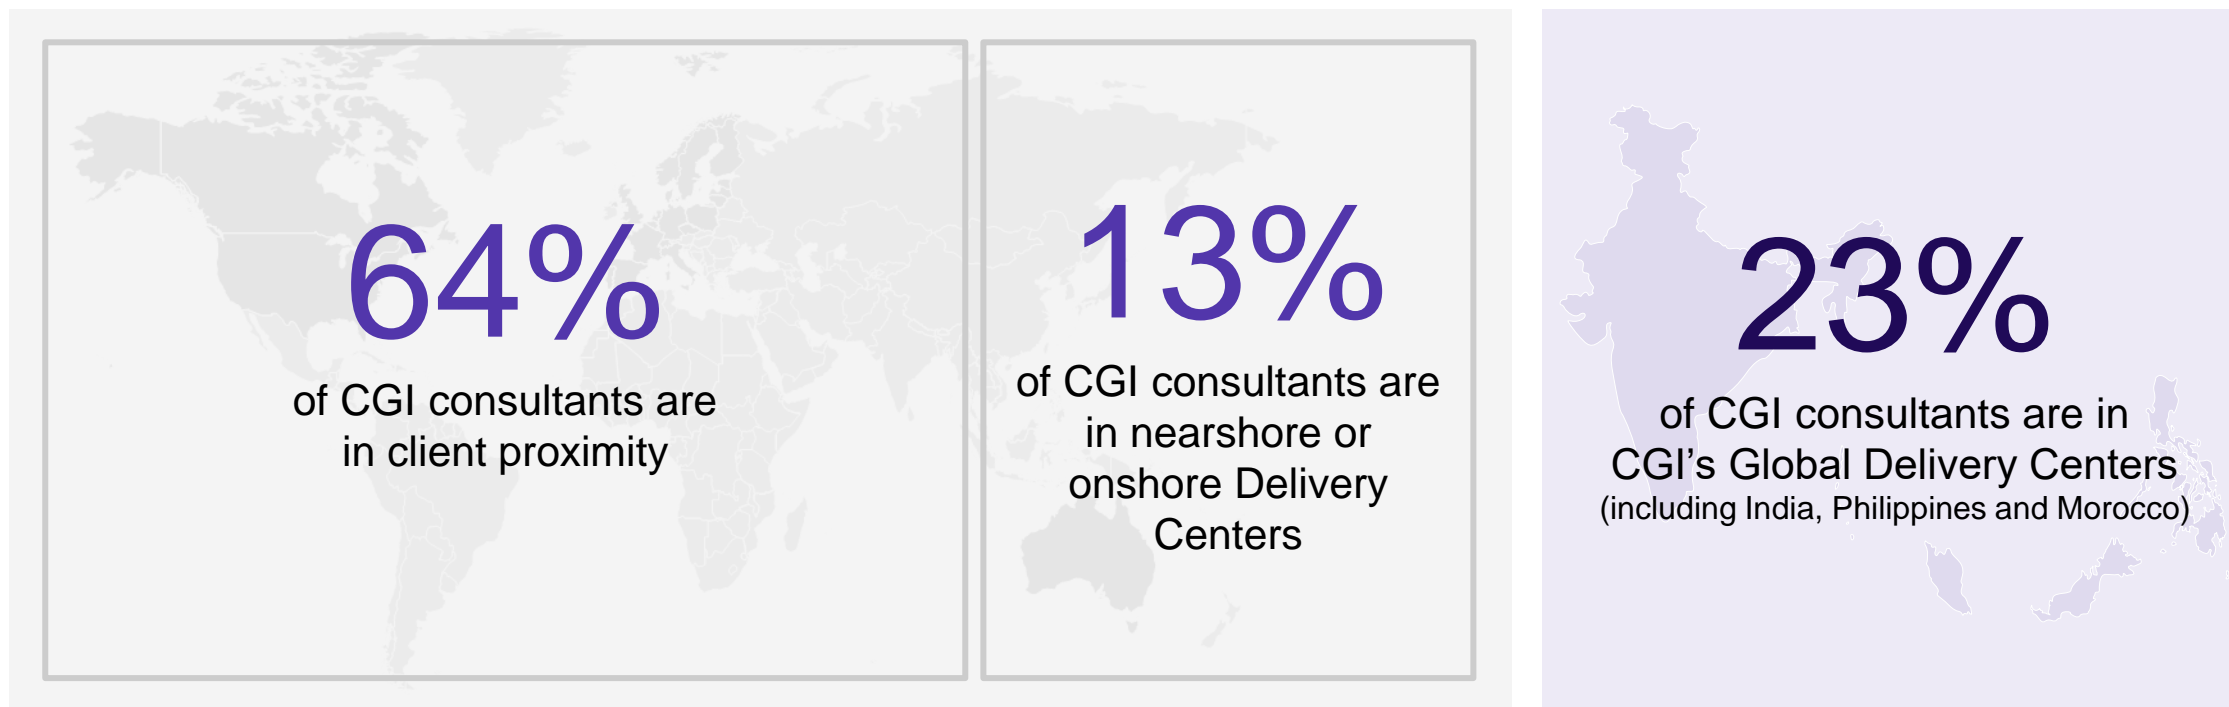 64%
of CGI consultants are
in client proximity
13%
of CGI consultants are
in nearshore or
onshore Delivery
Centers
23%
of CGI consultants are in
CGI’s Global Delivery Centers
(including India, Philippines and Morocco)